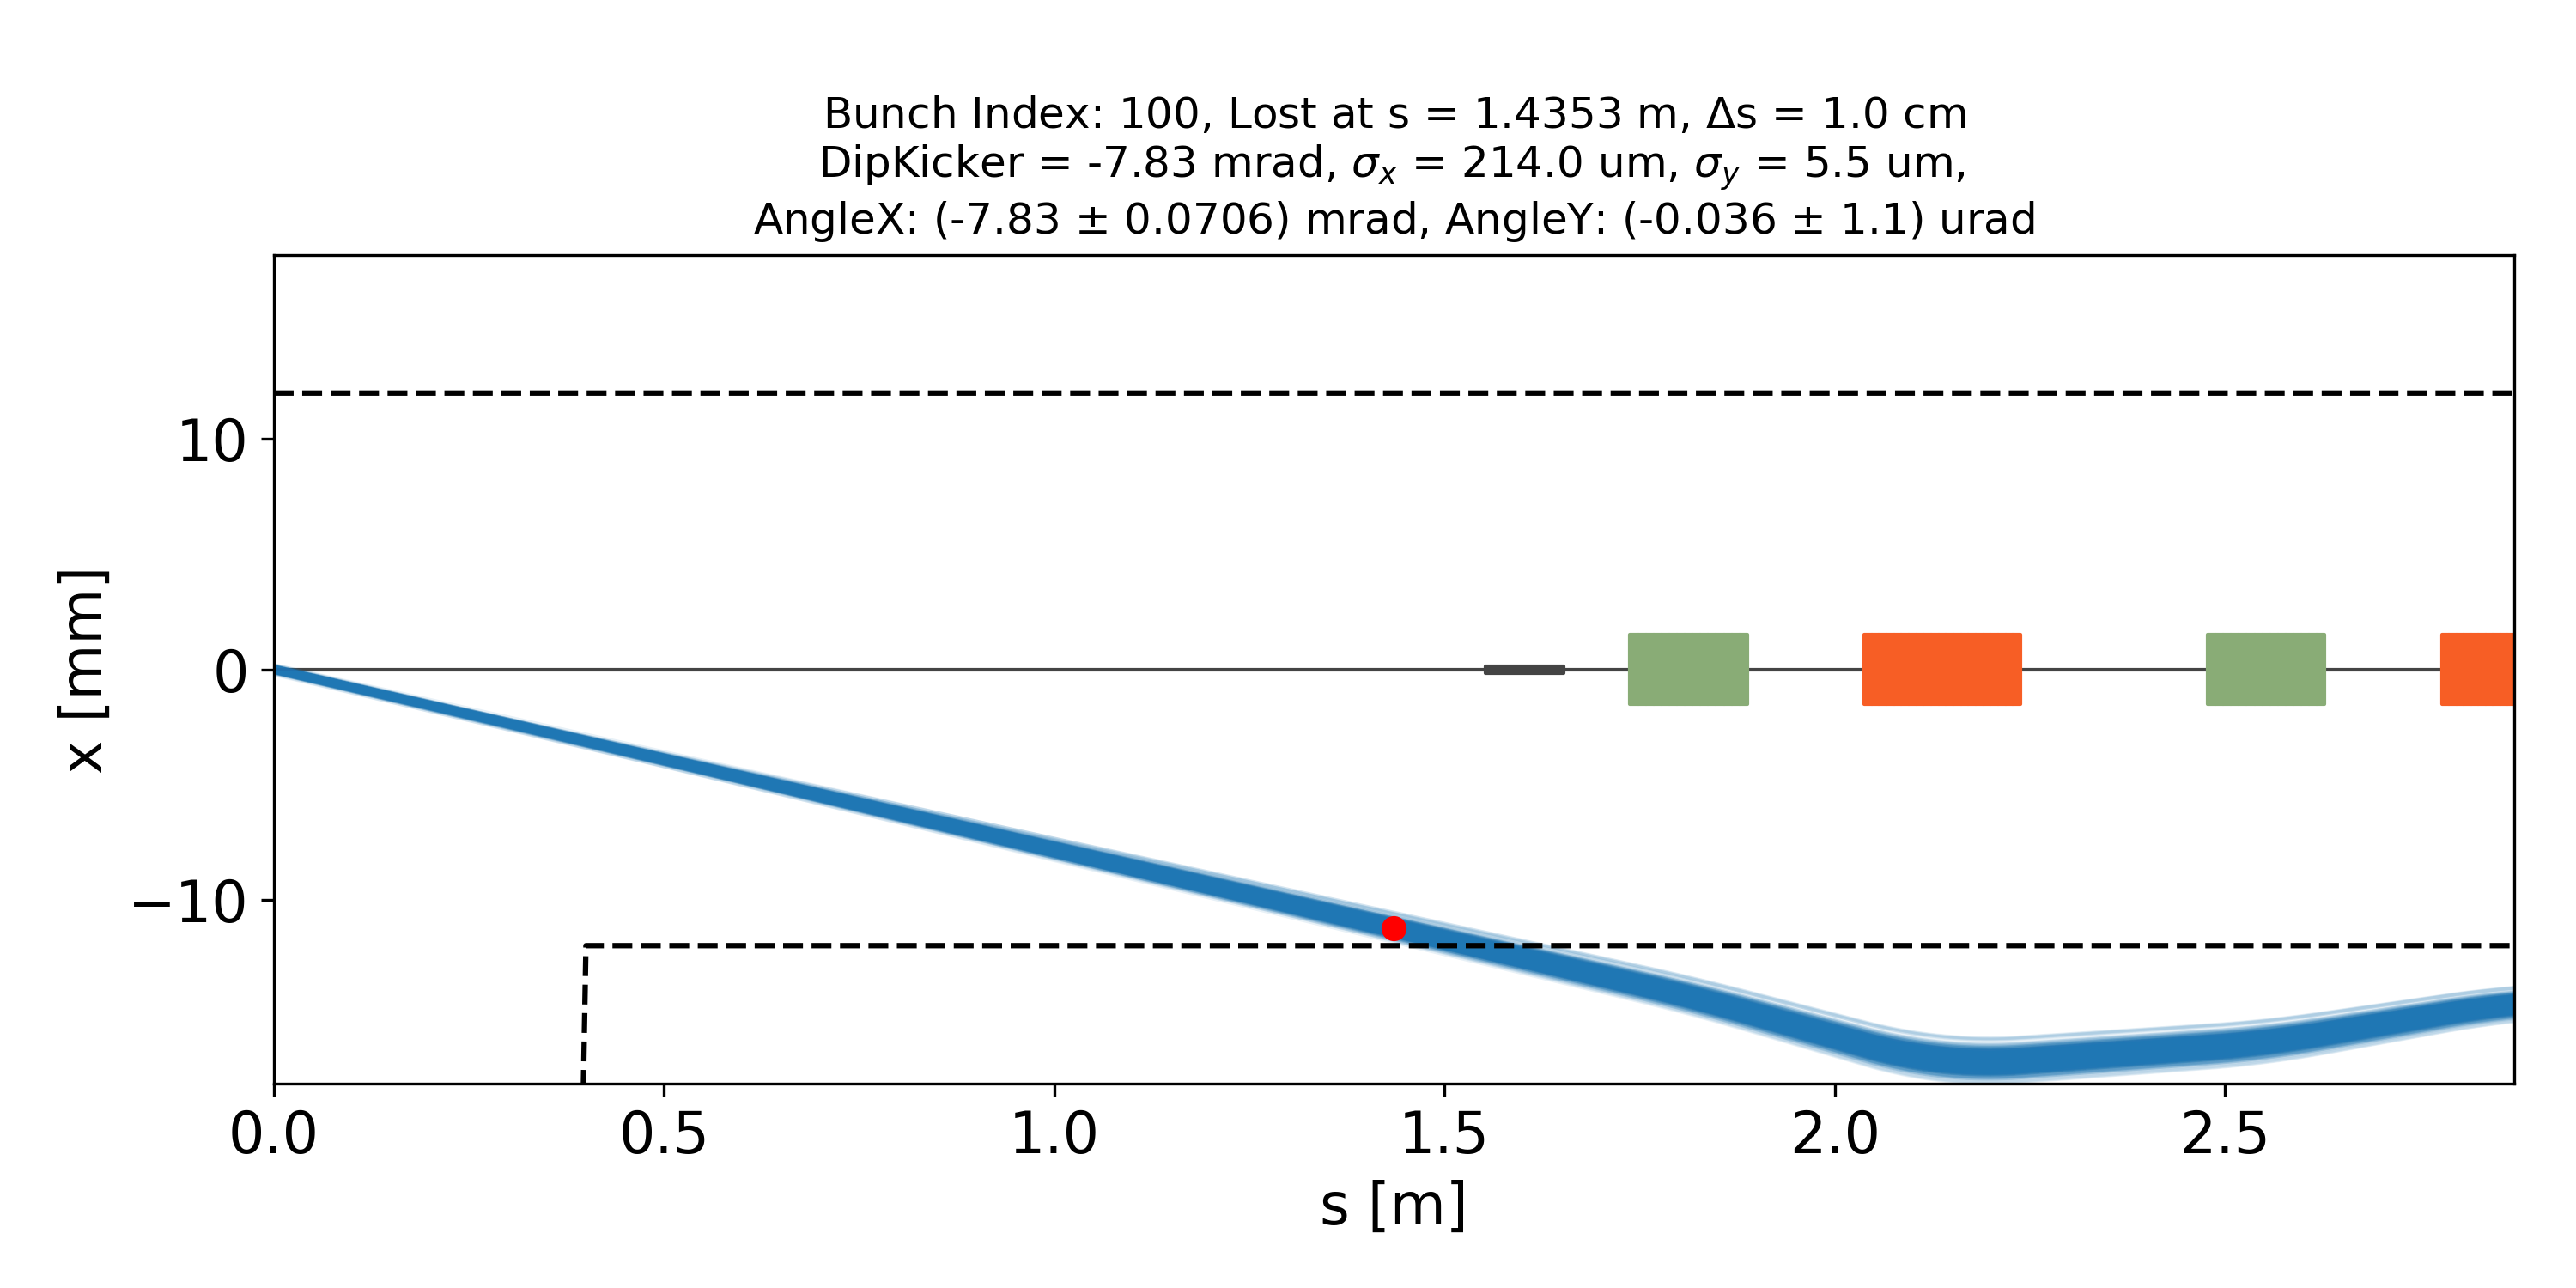 Bunch Index: 100, Lost at s = 1.4353 m, Δs = 1.0 cm
DipKicker = -7.83 mrad, σx = 214.0 um, σy = 5.5 um,
AngleX: (-7.83 ± 0.0706) mrad, AngleY: (-0.036 ± 1.1) urad
10
0
−10
x [mm]
0.0 0.5 1.0 1.5 2.0 2.5
s [m]